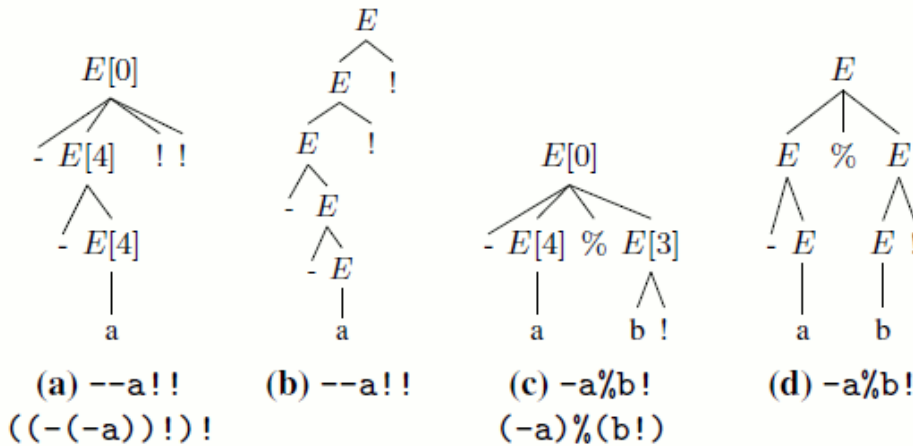 E[0]
- E[4] ! !
- E[4]
a
(a) --a!!
((-(-a))!)!
E
E !
E !
- E
- E
a
(b) --a!!
E[0]
- E[4] % E[3]
a b !
(c) -a%b!
(-a)%(b!)
E
E % E
- E E !
a b
(d) -a%b!